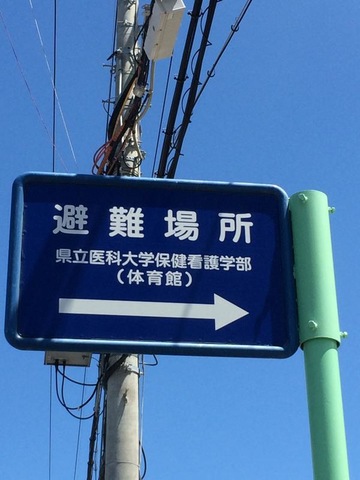 避難場所
県立医科大学保健看護学部
（体育館）